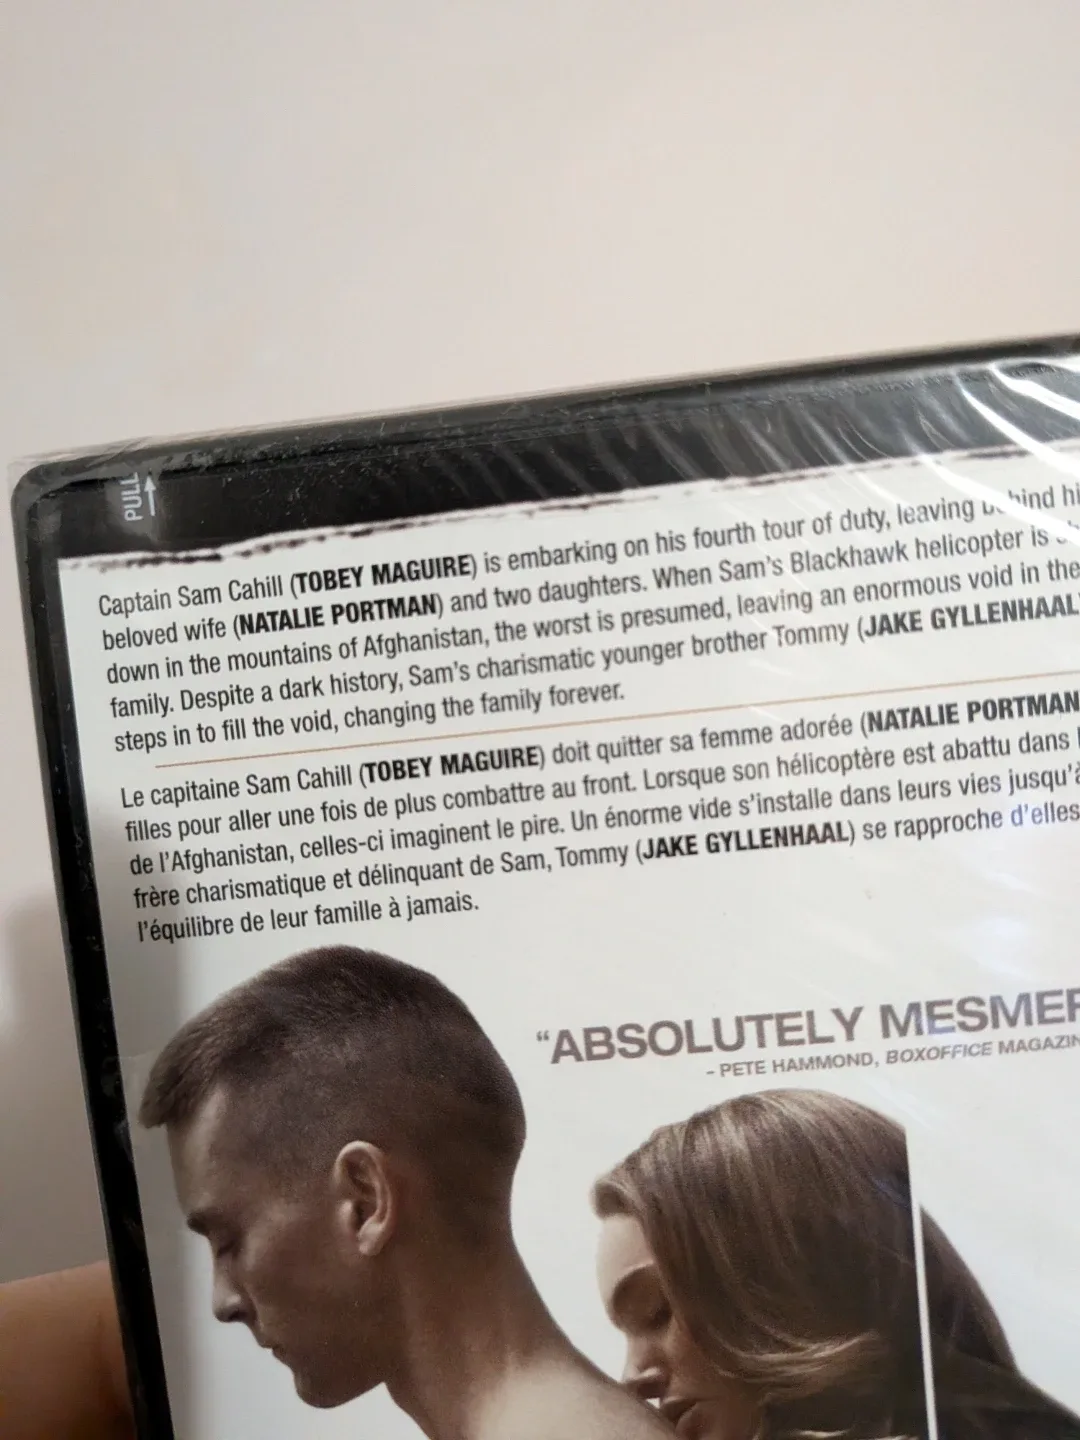 PULL
Captain Sam Cahill (TOBEY MAGUIRE) is embarking on his fourth tour of duty, leaving
beloved wife (NATALIE PORTMAN) and two daughters. When Sam's Blackhawk helicopter is
down in the mountains of Afghanistan, the worst is presumed, leaving an enormous void in the
family. Despite a dark history, Sam's charismatic younger brother Tommy (JAKE GYLLENHAAL)
steps in to fill the void, changing the family forever.
Le capitaine Sam Cahill (TOBEY MAGUIRE) doit quitter sa femme adorée (NATALIE PORTMAN
filles pour aller une fois de plus combattre au front. Lorsque son hélicoptère est abattu dans
de l'Afghanistan, celles-ci imaginent le pire. Un énorme vide s'installe dans leurs vies jusqu'à
frère charismatique et délinquant de Sam, Tommy (JAKE GYLLENHAAL) se rapproche d'elles
l'équilibre de leur famille à jamais.
"ABSOLUTELY
- PETE HAMMOND, BOXOFFICE